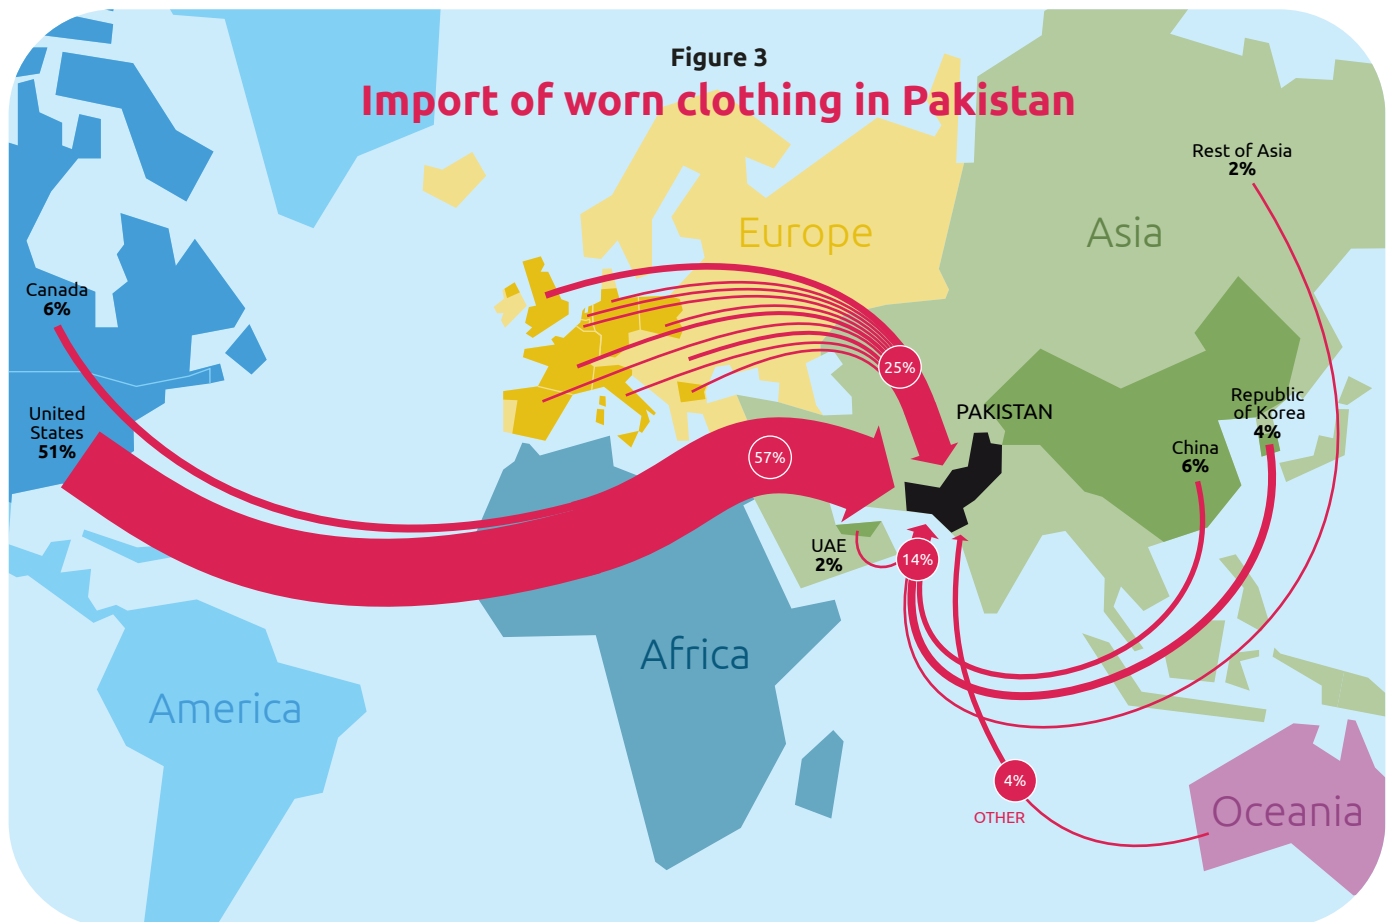 Figure 3
Import of worn clothing in Pakistan
Rest of Asia
2%
Europe
Asia
Canada
6%
25%
United
States
51%
PAKISTAN
Republic
of Korea
4%
57%
China
6%
UAE
2%
14%
Africa
America
4%
OTHER
Oceania